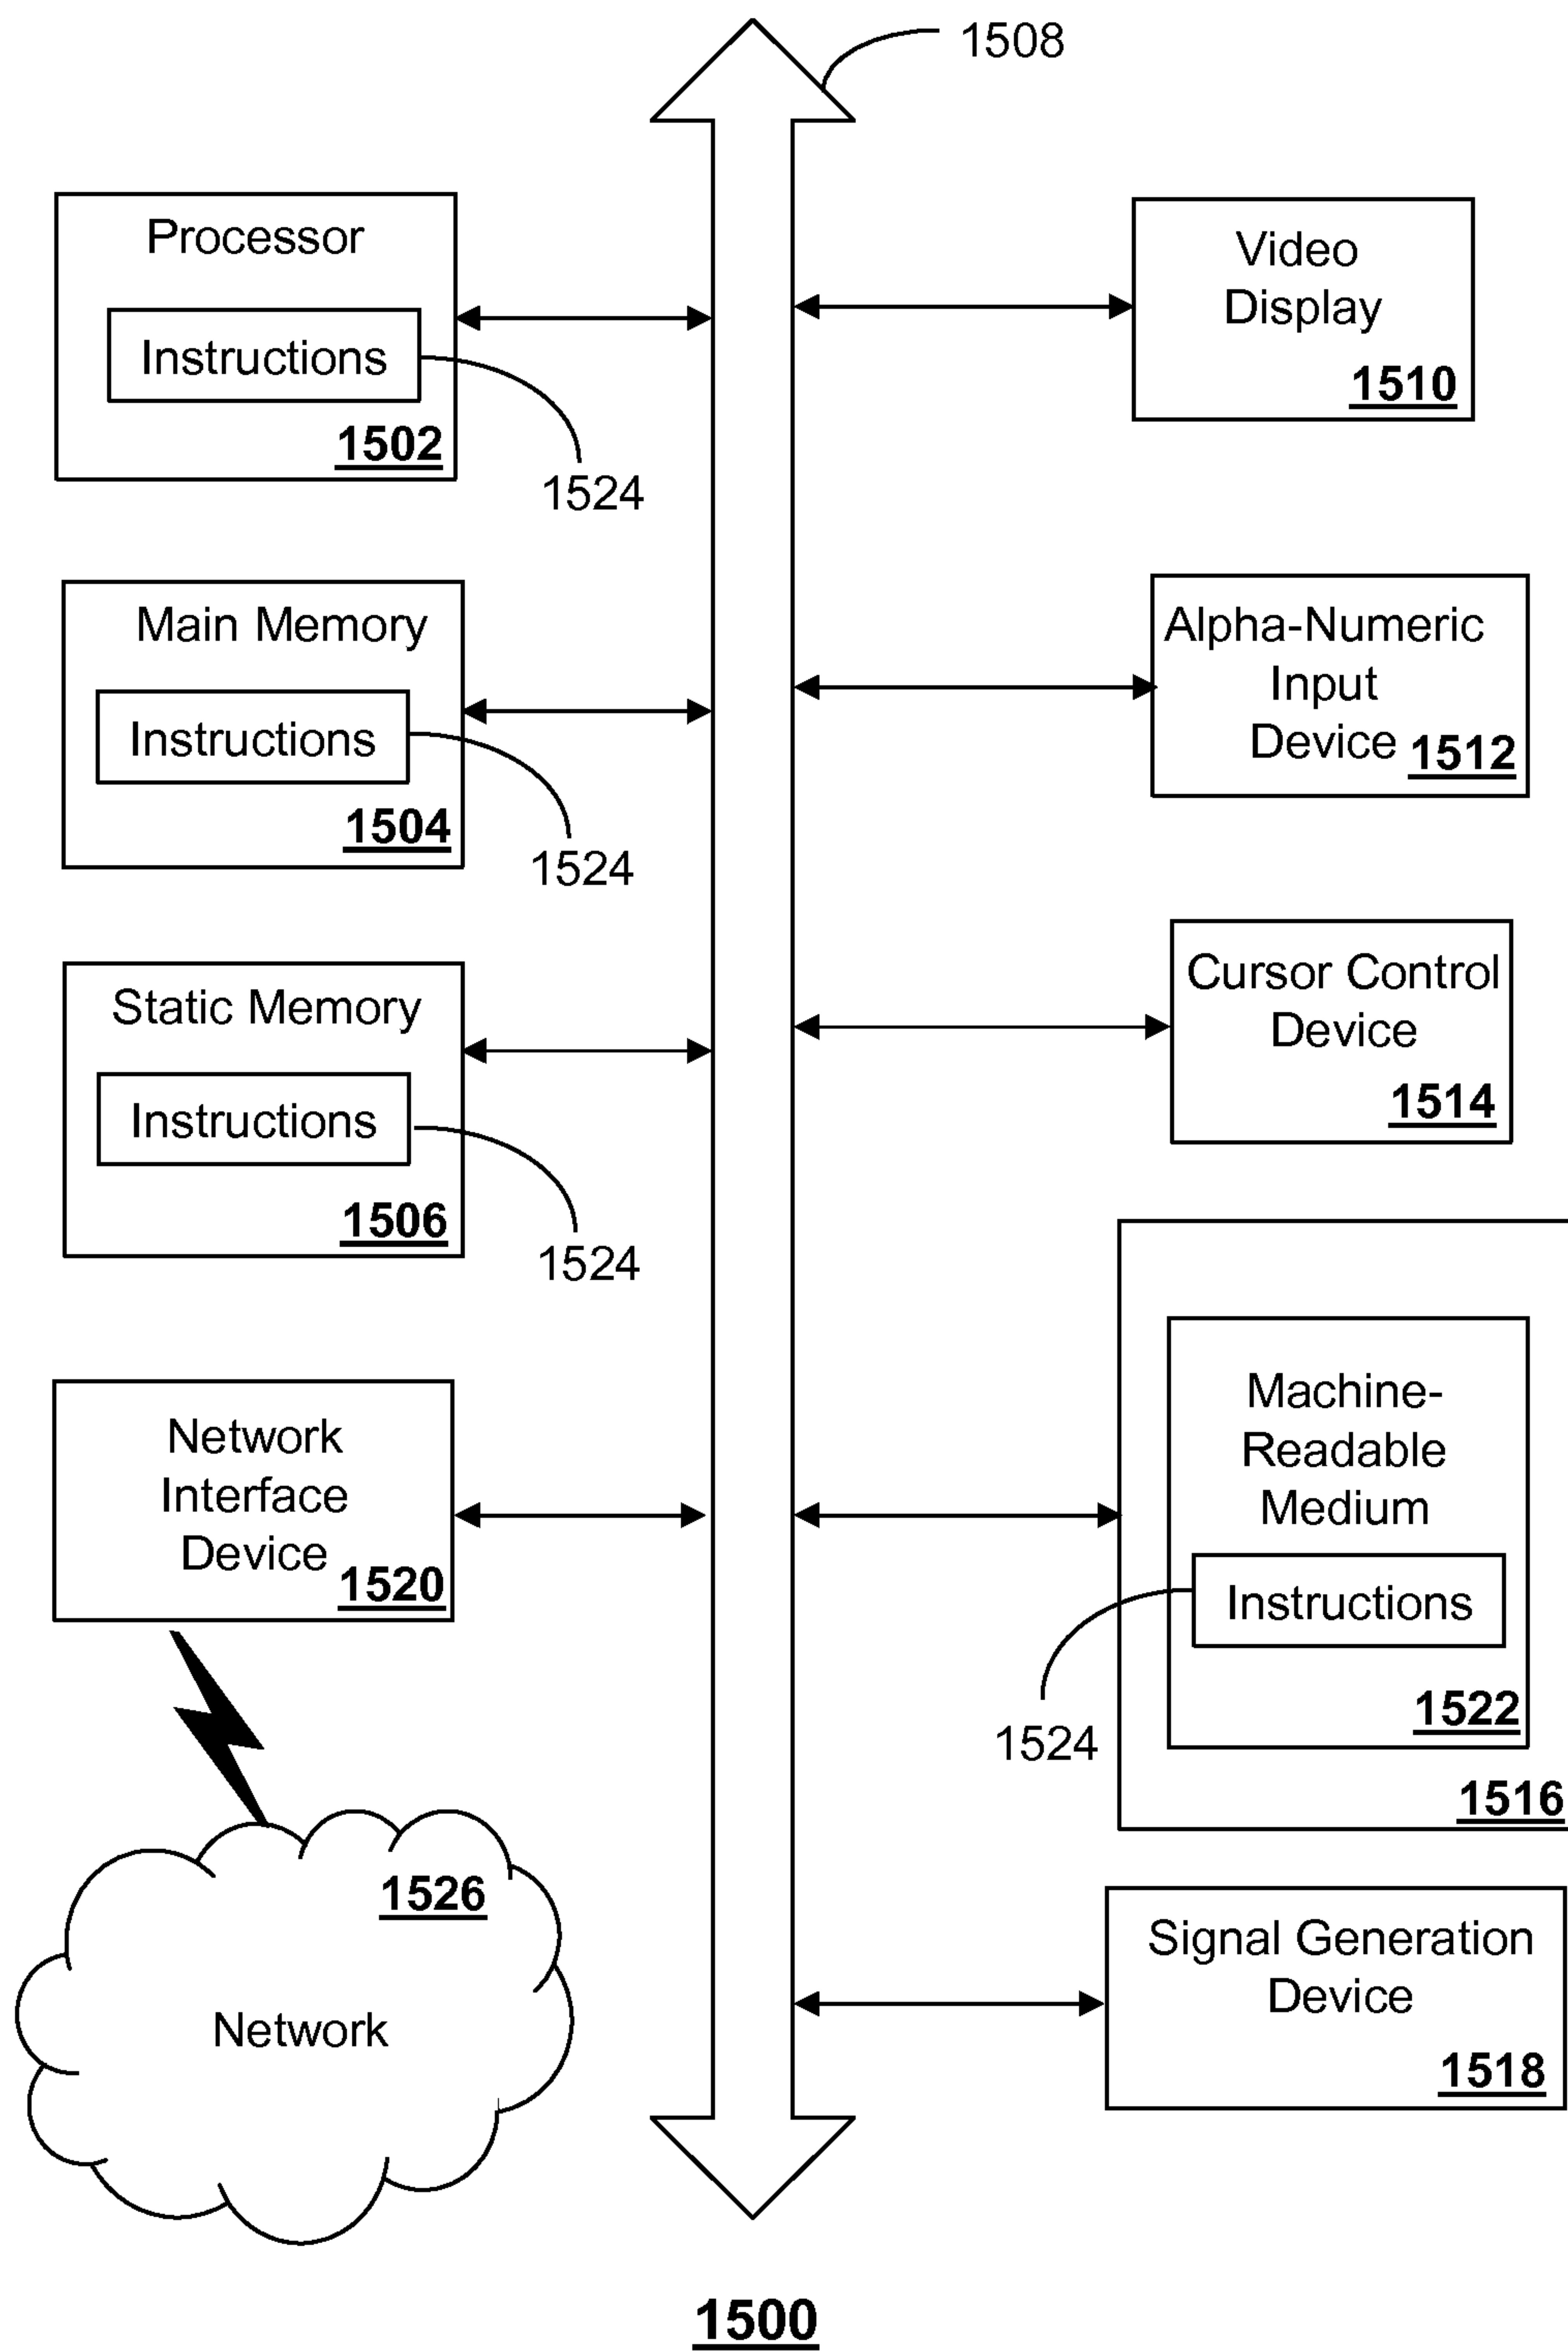 1508
Processor
Instructions
1502
1524
Main Memory
Instructions
1504
1524
Static Memory
Instructions
1506
1524
Network
Interface
Device
1520
1526
Network
Video
Display
1510
Alpha-Numeric
Input
Device 1512
Cursor Control
Device
1514
Machine-
Readable
Medium
Instructions
1522
1524
1516
Signal Generation
Device
1518
1500